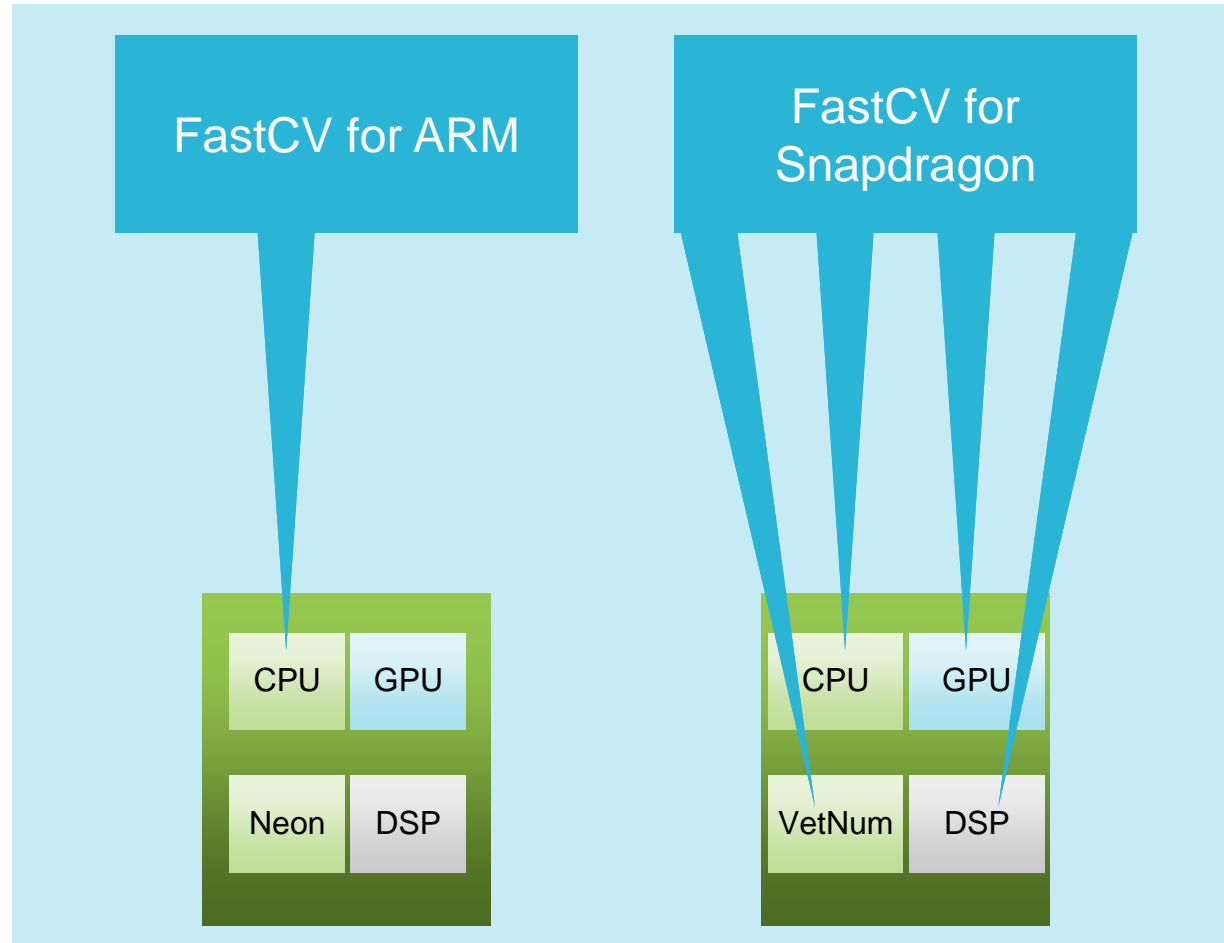 FastCV for ARM
FastCV for
Snapdragon
CPU
GPU
Neon
DSP
CPU
GPU
VetNum
DSP